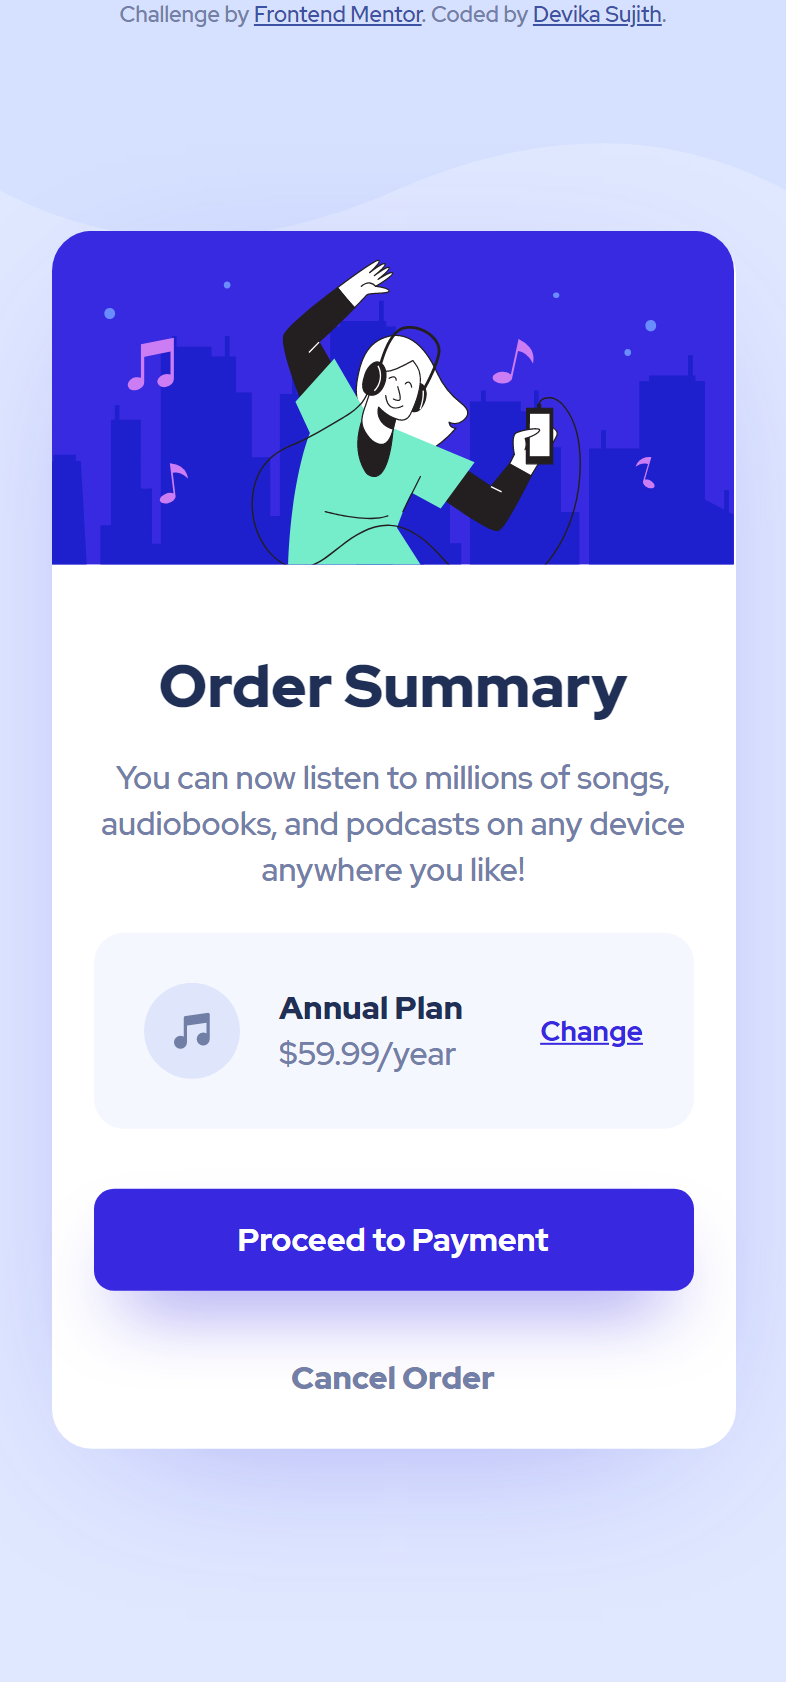 Challenge by Frontend Mentor. Coded by Devika Sujith.
Order Summary
You can now listen to millions of songs,
audiobooks, and podcasts on any device
anywhere you like!
Annual Plan
$59.99/year
Change
Proceed to Payment
Cancel Order